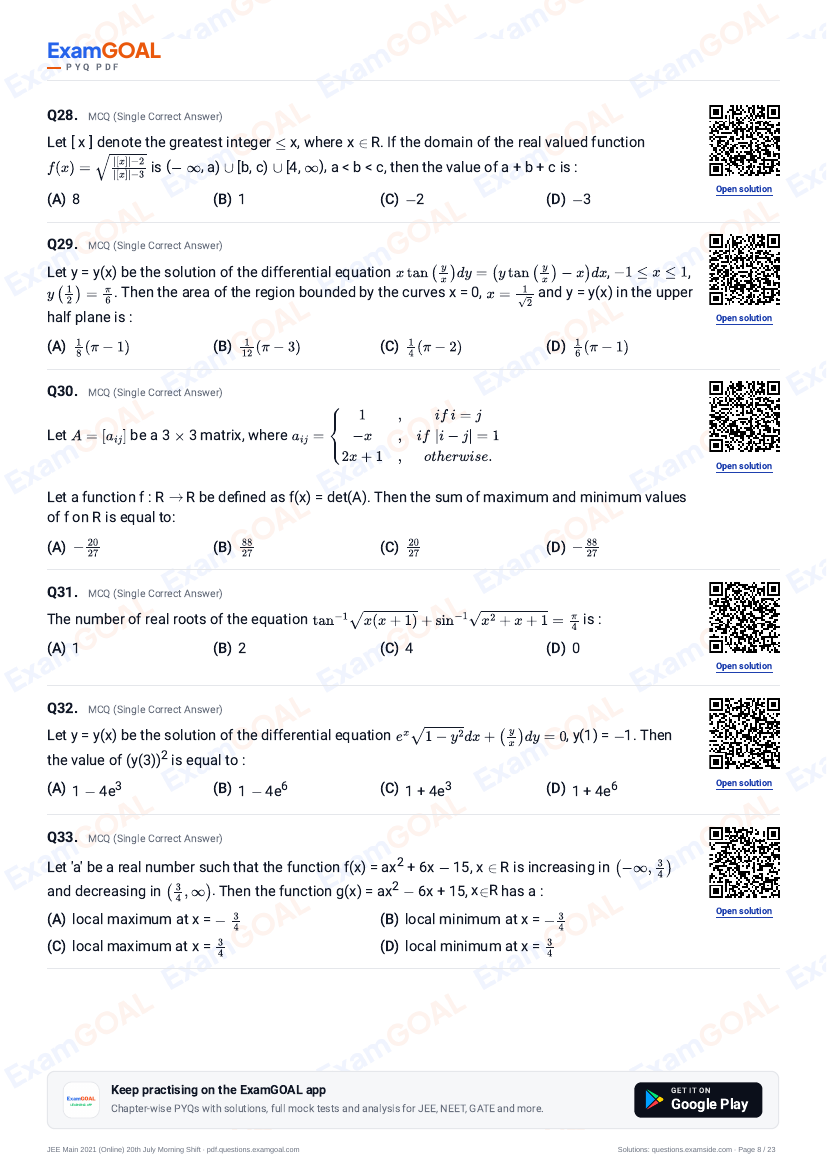 ExamGOAL
PYQ PDF
Q28. MCQ (Single Correct Answer)
Let [ x ] denote the greatest integer ≤ x, where x ∈ R. If the domain of the real valued function
f(x) = √(|[x]|−2 / |[x]|−3) is (− ∞, a) ∪ [b, c) ∪ [4, ∞), a < b < c, then the value of a + b + c is :
(A) 8 (B) 1 (C) −2 (D) −3
Open solution
Q29. MCQ (Single Correct Answer)
Let y = y(x) be the solution of the differential equation x tan (y/x) dy = (y tan (y/x) − x) dx, −1 ≤ x ≤ 1,
y(1/2) = π/6. Then the area of the region bounded by the curves x = 0, x = 1/√2 and y = y(x) in the upper
half plane is :
(A) 1/8 (π − 1) (B) 1/12 (π − 3) (C) 1/4 (π − 2) (D) 1/6 (π − 1)
Open solution
Q30. MCQ (Single Correct Answer)
Let A = [aᵢⱼ] be a 3 × 3 matrix, where aᵢⱼ = { 1 , if i = j
−x , if |i − j| = 1
2x + 1 , otherwise.
Let a function f : R → R be defined as f(x) = det(A). Then the sum of maximum and minimum values
of f on R is equal to:
(A) −20/27 (B) 88/27 (C) 20/27 (D) −88/27
Open solution
Q31. MCQ (Single Correct Answer)
The number of real roots of the equation tan⁻¹ √(x(x + 1)) + sin⁻¹ √(x² + x + 1) = π/4 is :
(A) 1 (B) 2 (C) 4 (D) 0
Open solution
Q32. MCQ (Single Correct Answer)
Let y = y(x) be the solution of the differential equation eˣ √(1 − y²) dx + (y/x) dy = 0, y(1) = −1. Then
the value of (y(3))² is equal to :
(A) 1 − 4e³ (B) 1 − 4e⁶ (C) 1 + 4e³ (D) 1 + 4e⁶
Open solution
Q33. MCQ (Single Correct Answer)
Let 'a' be a real number such that the function f(x) = ax² + 6x − 15, x ∈ R is increasing in (−∞, 3/4)
and decreasing in (3/4, ∞). Then the function g(x) = ax² − 6x + 15, x∈R has a :
(A) local maximum at x = − 3/4 (B) local minimum at x = − 3/4
(C) local maximum at x = 3/4 (D) local minimum at x = 3/4
Open solution
Keep practising on the ExamGOAL app
Chapter-wise PYQs with solutions, full mock tests and analysis for JEE, NEET, GATE and more.
GET IT ON
Google Play
JEE Main 2021 (Online) 20th July Morning Shift · pdf.questions.examgoal.com Solutions: questions.examside.com · Page 8 / 23